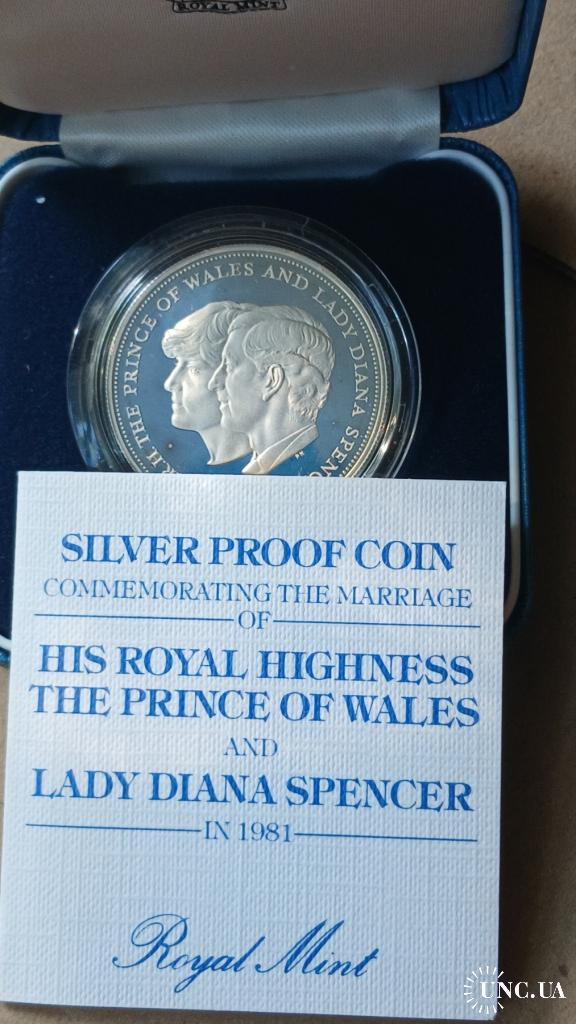 ROYAL MINT
H THE PRINCE OF WALES AND LADY DIANA SPENC
SILVER PROOF COIN
COMMEMORATING THE MARRIAGE
OF
HIS ROYAL HIGHNESS
THE PRINCE OF WALES
AND
LADY DIANA SPENCER
IN 1981
Royal Mint
UNC.UA